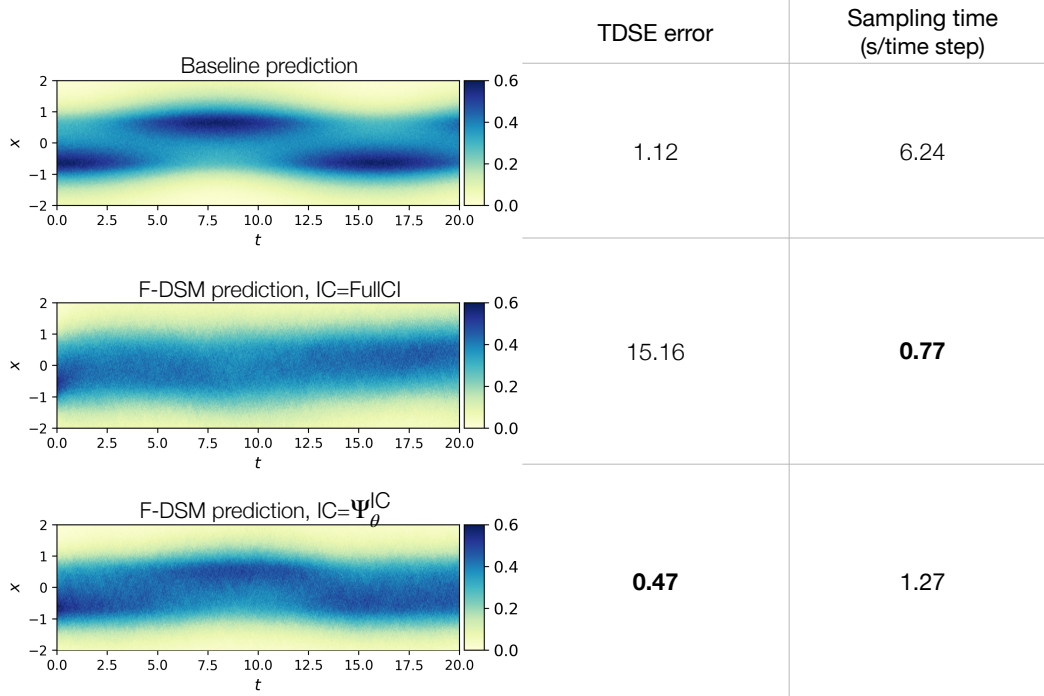 TDSE error
Sampling time
(s/time step)
Baseline prediction
2
1
0
−1
−2
x
0.0 2.5 5.0 7.5 10.0 12.5 15.0 17.5 20.0
t
0.6
0.4
0.2
0.0
1.12
6.24
F-DSM prediction, IC=FullCI
2
1
0
−1
−2
x
0.0 2.5 5.0 7.5 10.0 12.5 15.0 17.5 20.0
t
0.6
0.4
0.2
0.0
15.16
0.77
F-DSM prediction, IC=Ψ_θ^IC
2
1
0
−1
−2
x
0.0 2.5 5.0 7.5 10.0 12.5 15.0 17.5 20.0
t
0.6
0.4
0.2
0.0
0.47
1.27